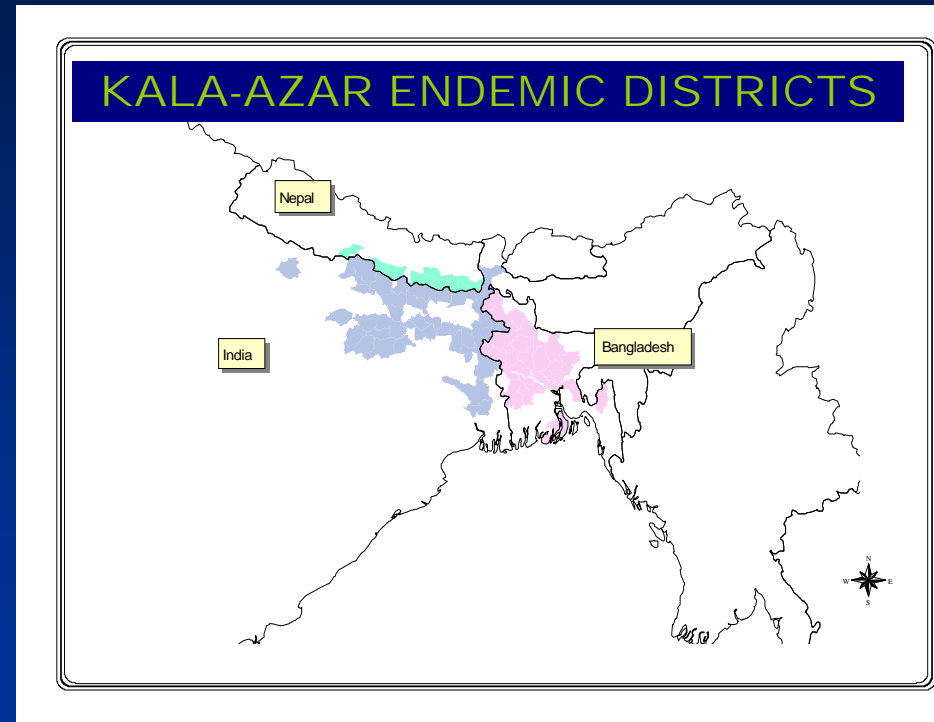 KALA-AZAR ENDEMIC DISTRICTS
Nepal
Bangladesh
India
N
W E
S